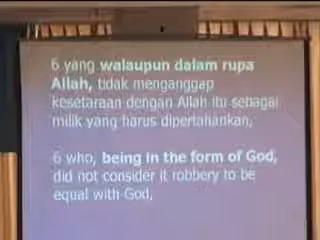 6 yang walaupun dalam rupa
Allah, tidak menganggap
kesetaraan dengan Allah itu sebagai
milik yang harus dipertahankan,
6 who, being in the form of God,
did not consider it robbery to be
equal with God,